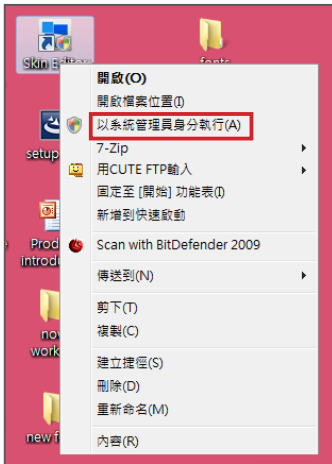 Skin Editor
fonts
開啟(O)
開啟檔案位置(I)
以系統管理員身分執行(A)
7-Zip
用CUTE FTP輸入
固定至 [開始] 功能表(I)
新增到快速啟動
Scan with BitDefender 2009
傳送到(N)
剪下(T)
複製(C)
建立捷徑(S)
刪除(D)
重新命名(M)
內容(R)
setup
Prod
introdu
work
new f